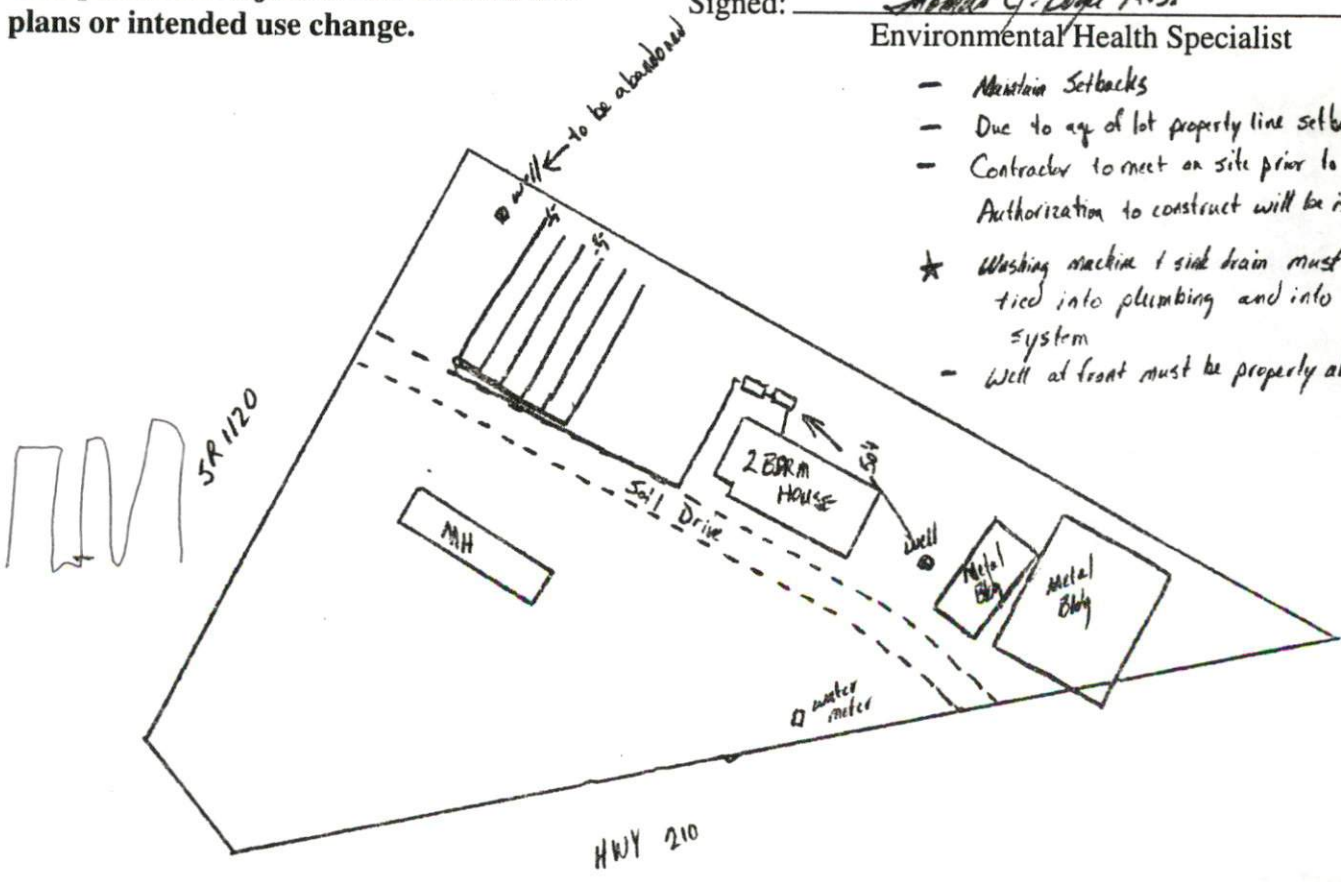 plans or intended use change.
Signed:
Environmental Health Specialist
– Maintain Setbacks
– Due to age of lot property line
– Contractor to meet on site prior to
Authorization to construct will be
★ Washing machine & sink drain must
tied into plumbing and into
system
– Well at front must be properly
well ← to be abandoned
5'
5'
SR 1120
2 BDRM
HOUSE
50'
Soil Drive
MH
well
Metal
Bldg
Metal
Bldg
water
meter
HWY 210